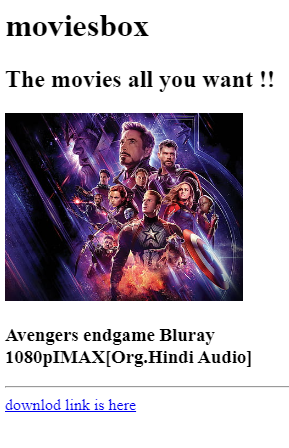 moviesbox
The movies all you want !!
Avengers endgame Bluray
1080pIMAX[Org.Hindi Audio]
downlod link is here